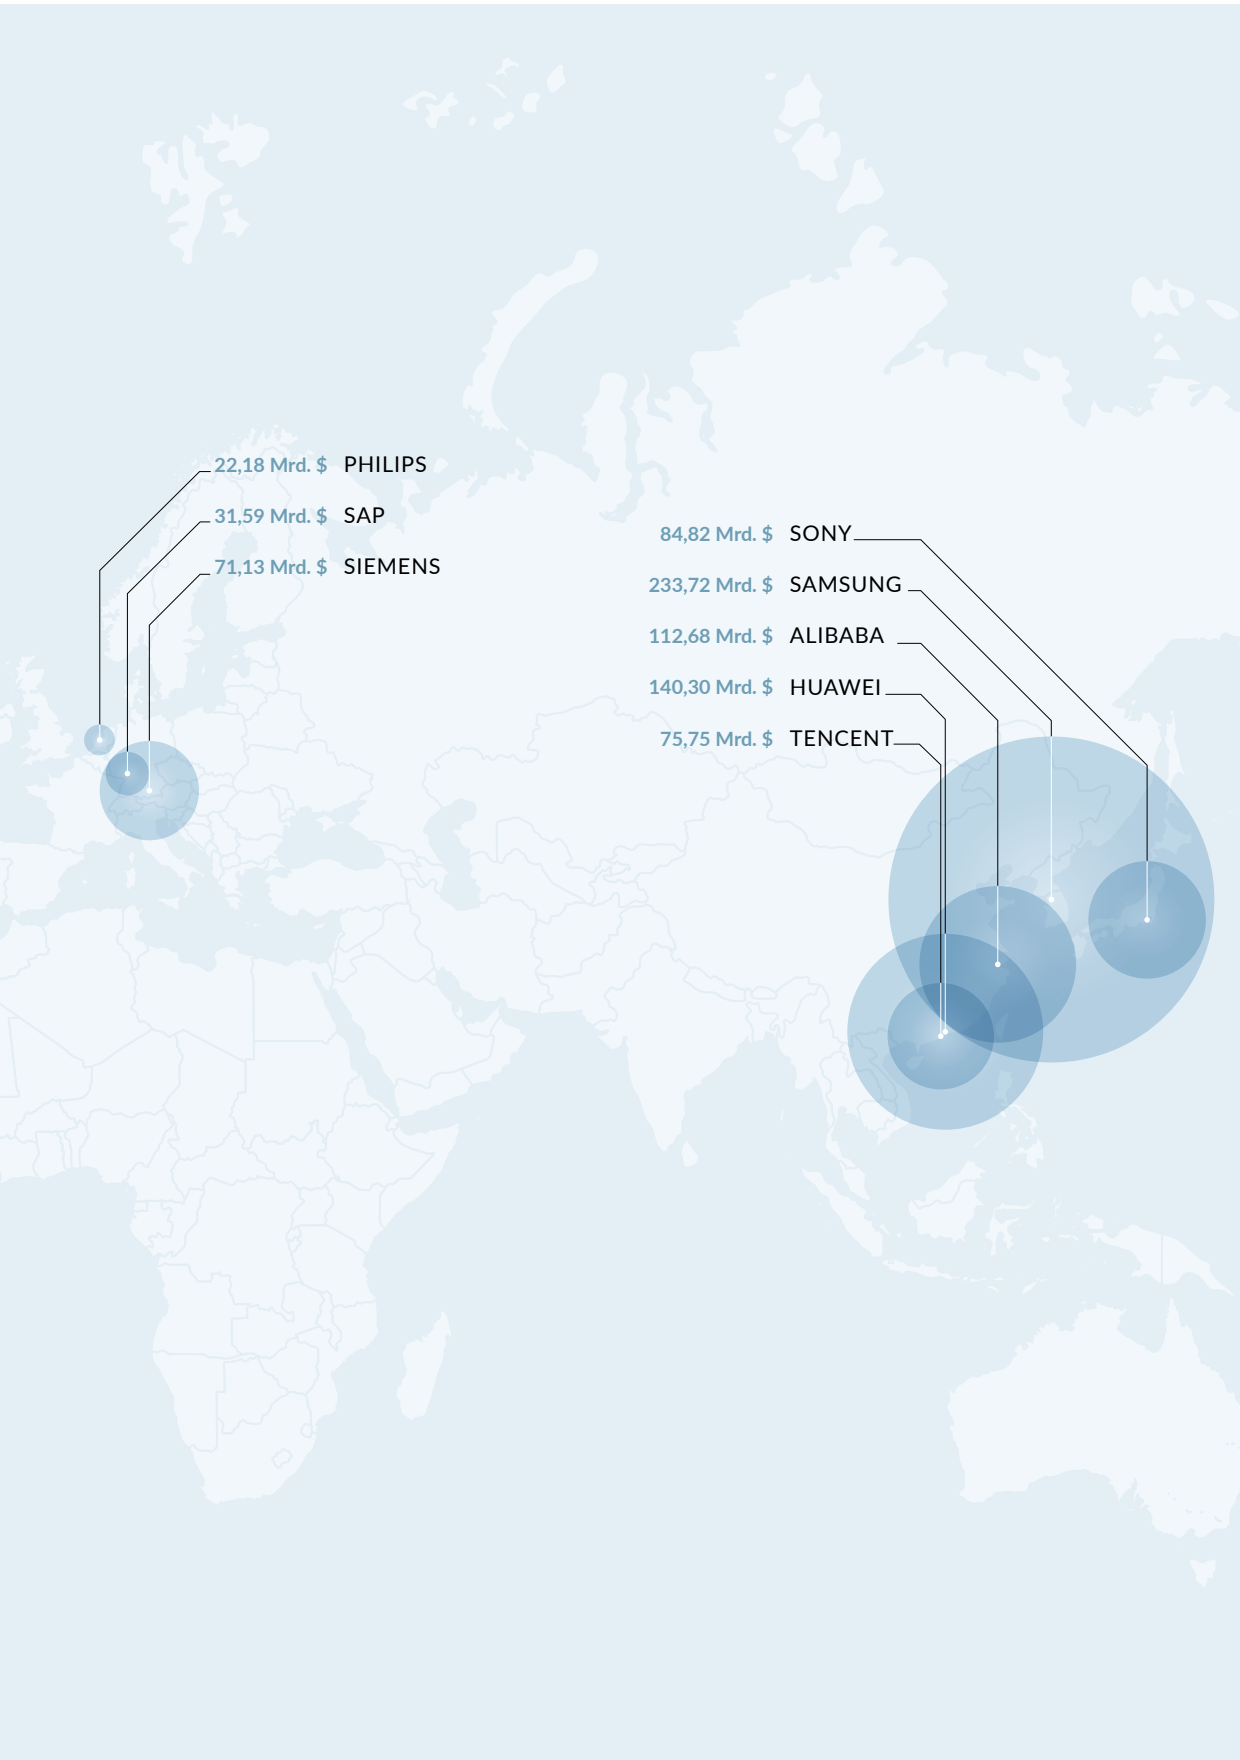 22,18 Mrd. $ PHILIPS
31,59 Mrd. $ SAP
71,13 Mrd. $ SIEMENS
84,82 Mrd. $ SONY
233,72 Mrd. $ SAMSUNG
112,68 Mrd. $ ALIBABA
140,30 Mrd. $ HUAWEI
75,75 Mrd. $ TENCENT